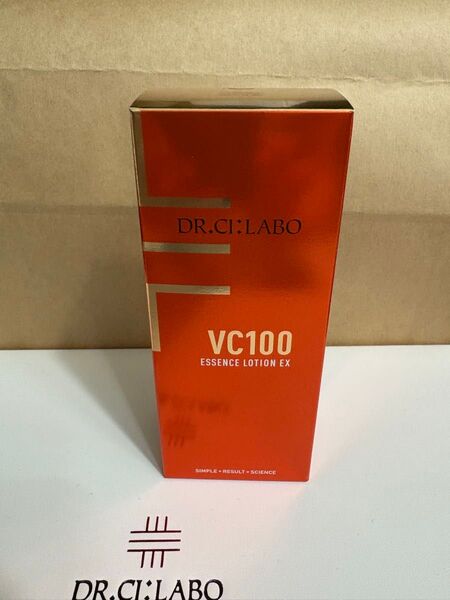 DR.CI:LABO
VC100
ESSENCE LOTION EX
SIMPLE • RESULT • SCIENCE
DR.CI:LABO